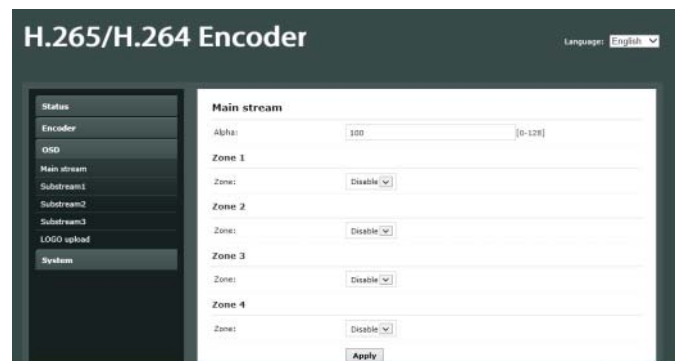 H.265/H.264 Encoder
Language: English
Status
Encoder
OSD
Main stream
Substream1
Substream2
Substream3
LOGO upload
System
Main stream
Alpha: 100 [0-128]
Zone 1
Zone: Disable
Zone 2
Zone: Disable
Zone 3
Zone: Disable
Zone 4
Zone: Disable
Apply